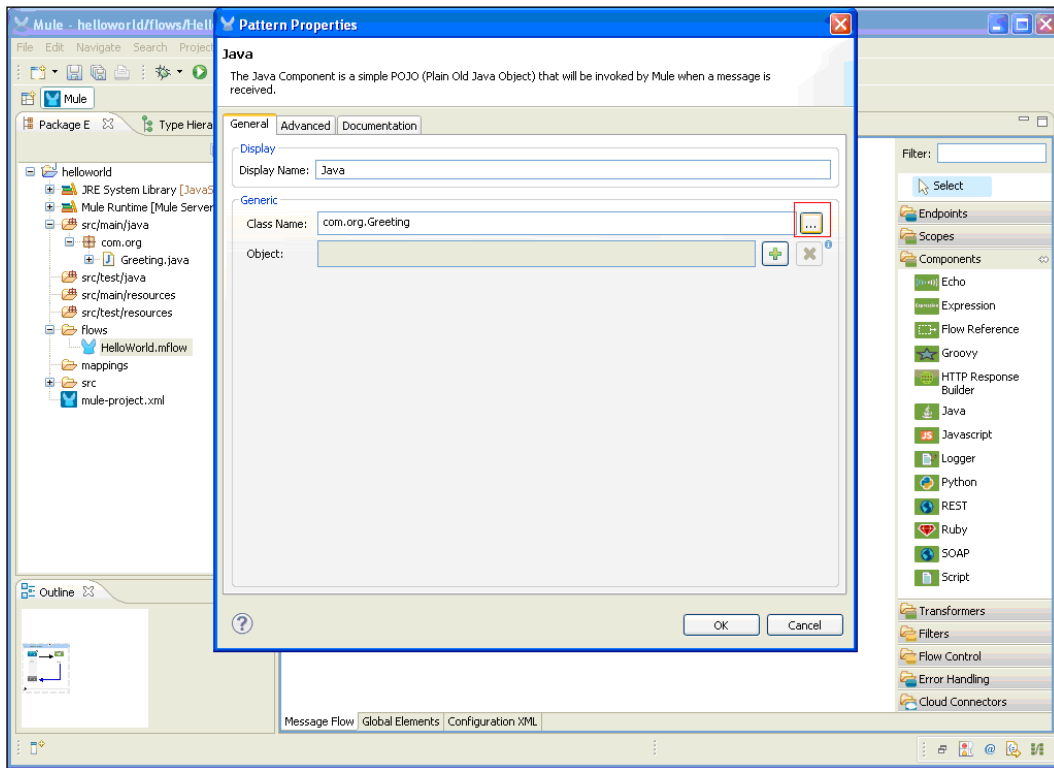 Mule - helloworld/flows/Hell
Pattern Properties
File Edit Navigate Search Project
Mule
Package E
Type Hiera
helloworld
JRE System Library [JavaS
Mule Runtime [Mule Server
src/main/java
com.org
Greeting.java
src/test/java
src/main/resources
src/test/resources
flows
HelloWorld.mflow
mappings
src
mule-project.xml
Outline
Java
The Java Component is a simple POJO (Plain Old Java Object) that will be invoked by Mule when a message is
received.
General Advanced Documentation
Display
Display Name: Java
Generic
Class Name: com.org.Greeting ...
Object:
OK Cancel
Message Flow Global Elements Configuration XML
Filter:
Select
Endpoints
Scopes
Components
Echo
Expression
Flow Reference
Groovy
HTTP Response
Builder
Java
JS Javascript
Logger
Python
REST
Ruby
SOAP
Script
Transformers
Filters
Flow Control
Error Handling
Cloud Connectors